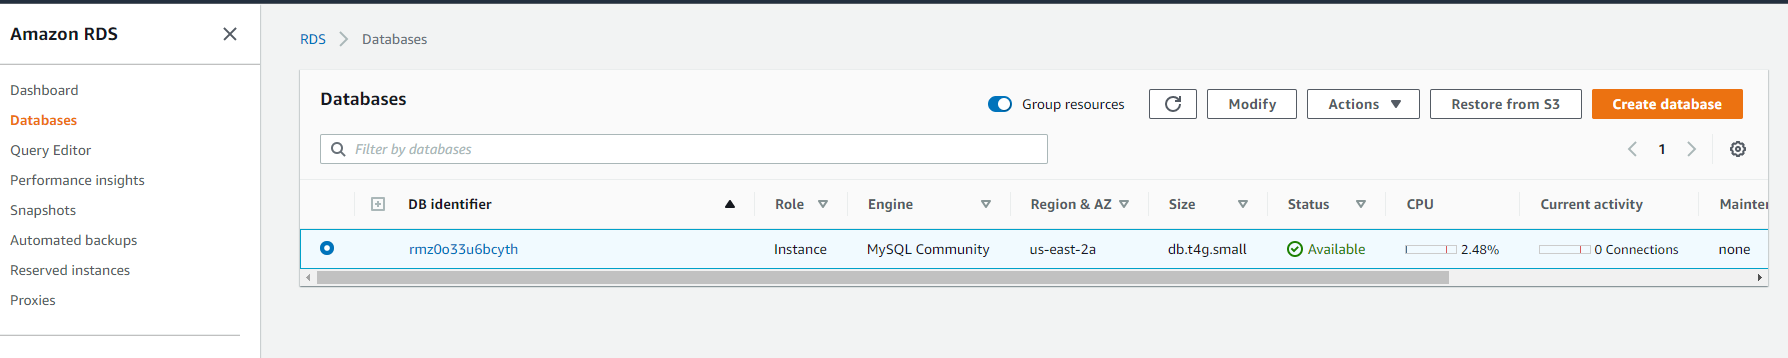 Amazon RDS
Dashboard
Databases
Query Editor
Performance insights
Snapshots
Automated backups
Reserved instances
Proxies
RDS Databases
Databases
Group resources Modify Actions Restore from S3 Create database
Filter by databases
1
DB identifier Role Engine Region & AZ Size Status CPU Current activity Mainten
rmz0o33u6bcyth Instance MySQL Community us-east-2a db.t4g.small Available 2.48% 0 Connections none